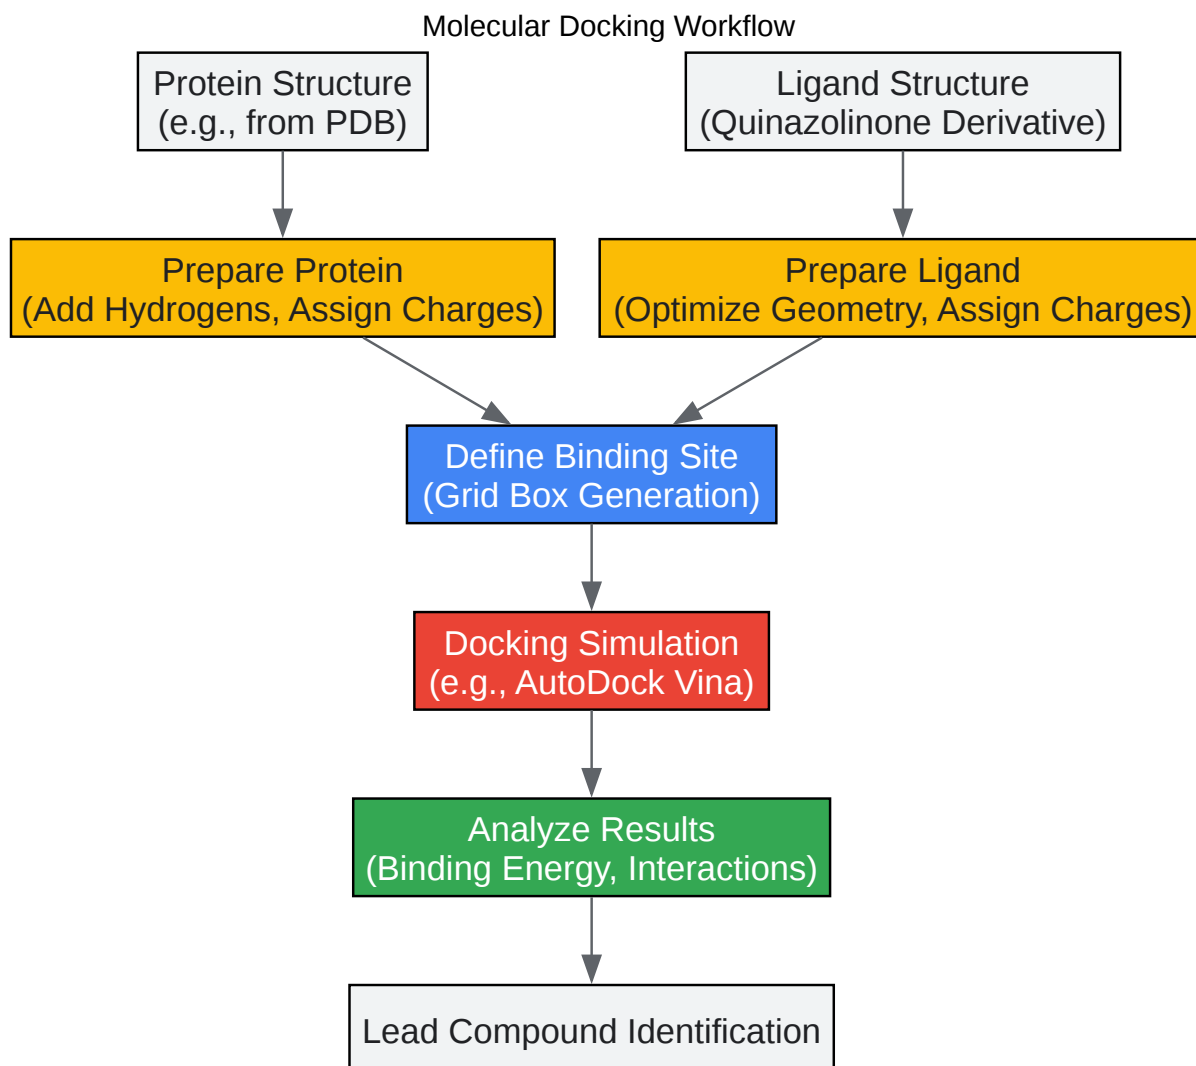 Molecular Docking Workflow
Protein Structure
(e.g., from PDB)
Ligand Structure
(Quinazolinone Derivative)
Prepare Protein
(Add Hydrogens, Assign Charges)
Prepare Ligand
(Optimize Geometry, Assign Charges)
Define Binding Site
(Grid Box Generation)
Docking Simulation
(e.g., AutoDock Vina)
Analyze Results
(Binding Energy, Interactions)
Lead Compound Identification